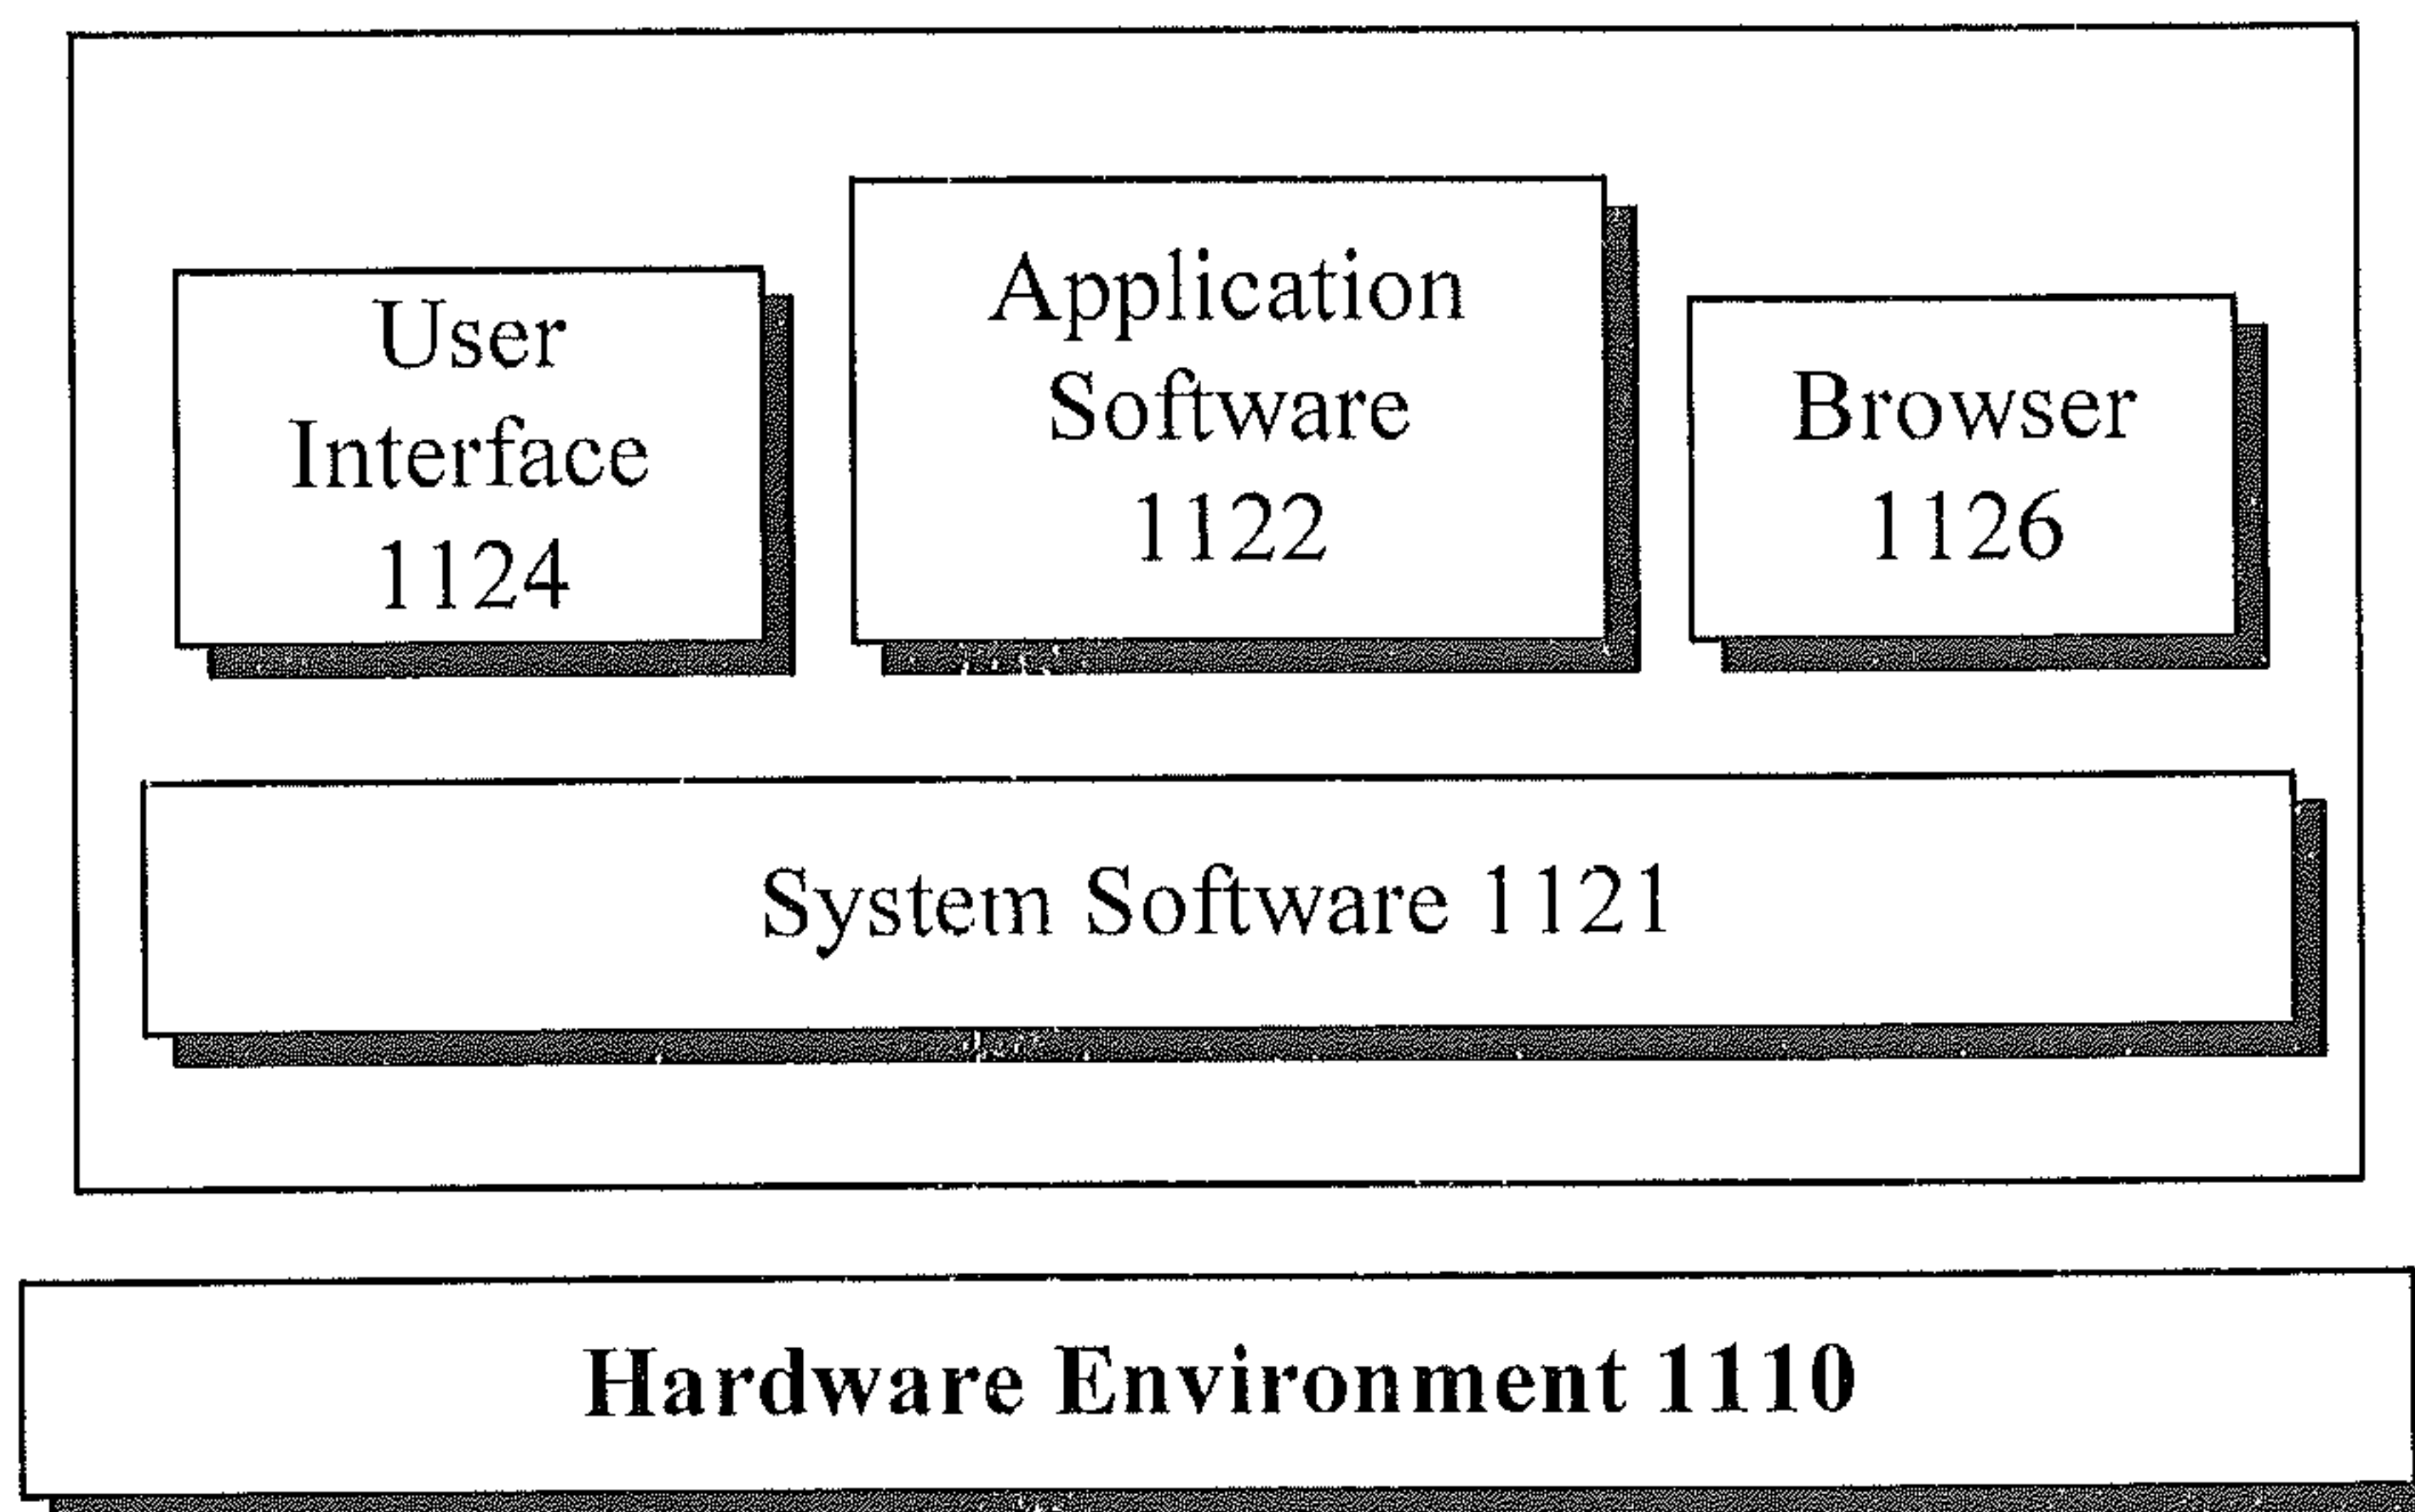 User
Interface
1124
Application
Software
1122
Browser
1126
System Software 1121
Hardware Environment 1110